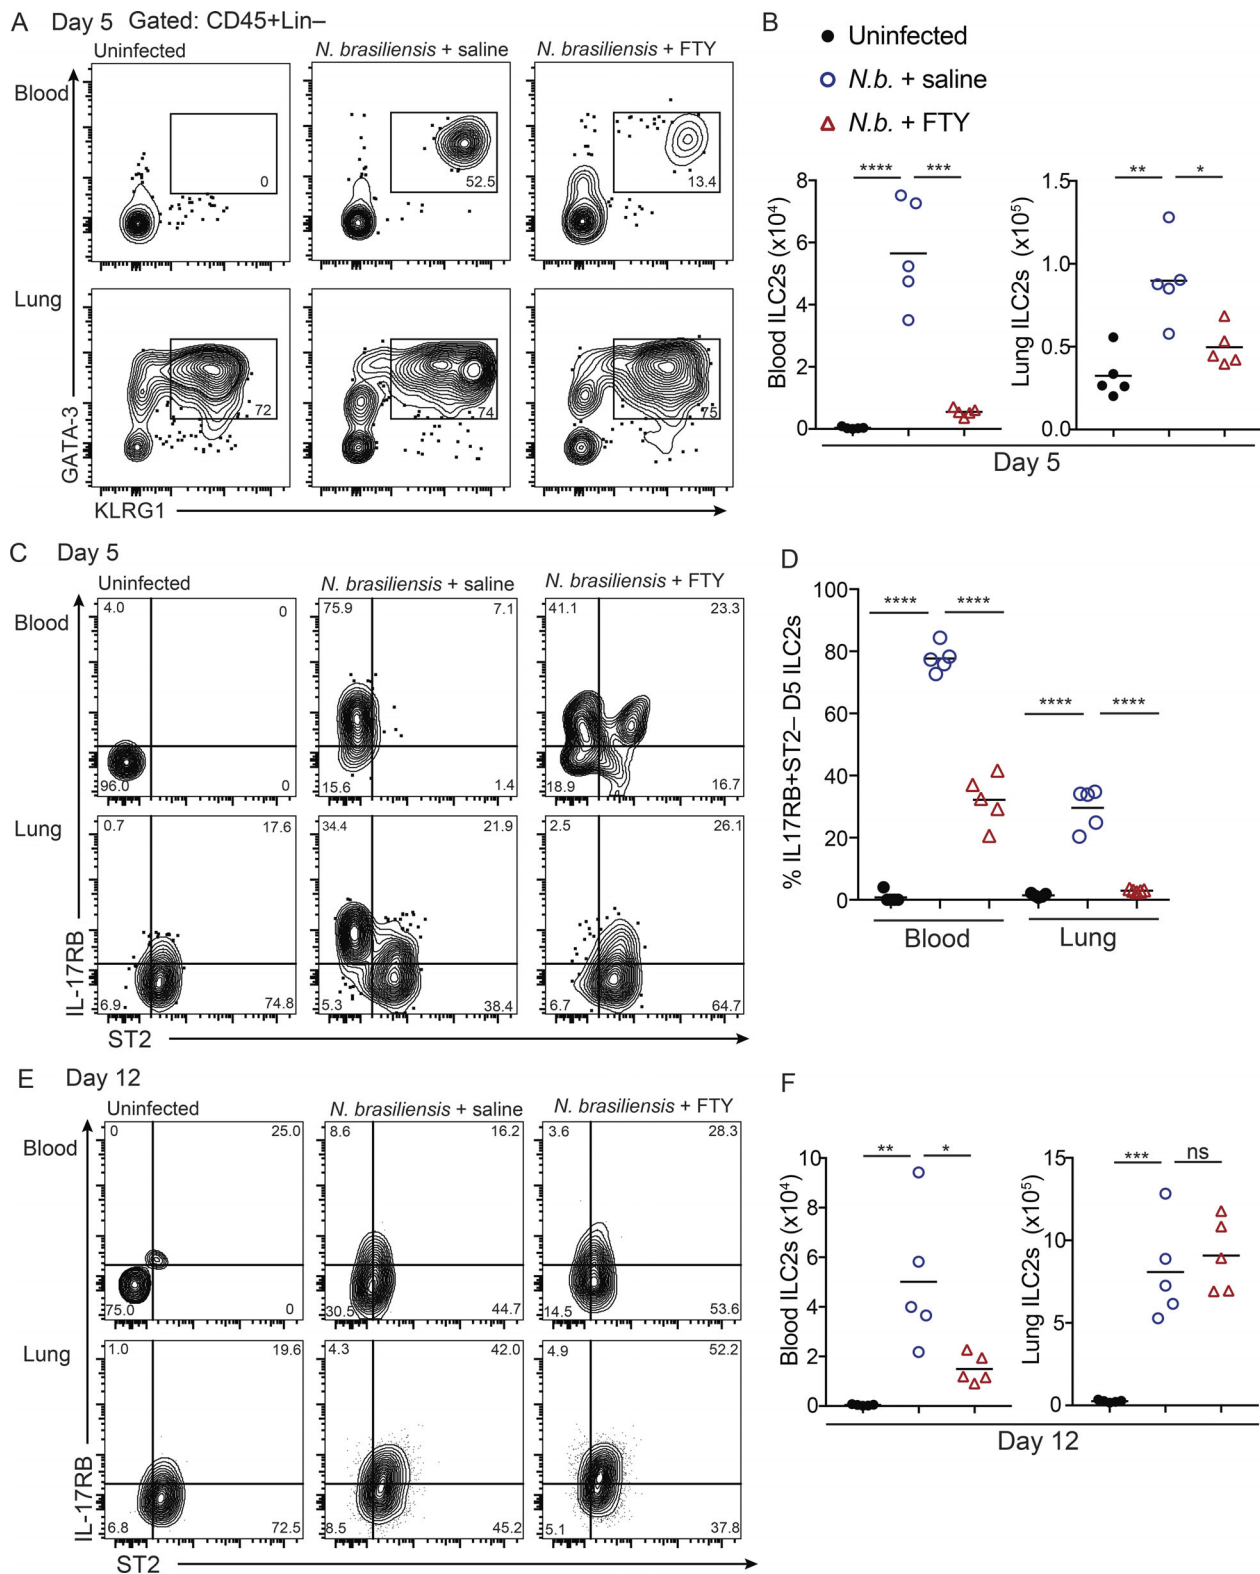 A Day 5 Gated: CD45+Lin–
Uninfected
N. brasiliensis + saline
N. brasiliensis + FTY
Blood
0
52.5
13.4
Lung
72
74
75
GATA-3
KLRG1
B
Uninfected
N.b. + saline
N.b. + FTY
**** ***
** *
Blood ILC2s (x10⁴)
8
6
4
2
0
Lung ILC2s (x10⁵)
1.5
1.0
0.5
0.0
Day 5
C Day 5
Uninfected
N. brasiliensis + saline
N. brasiliensis + FTY
Blood
4.0 0
96.0 0
75.9 7.1
15.6 1.4
41.1 23.3
18.9 16.7
Lung
0.7 17.6
6.9 74.8
34.4 21.9
5.3 38.4
2.5 26.1
6.7 64.7
IL-17RB
ST2
D
% IL17RB+ST2– D5 ILC2s
100
80
60
40
20
0
**** ****
**** ****
Blood Lung
E Day 12
Uninfected
N. brasiliensis + saline
N. brasiliensis + FTY
Blood
0 25.0
75.0 0
8.6 16.2
30.5 44.7
3.6 28.3
14.5 53.6
Lung
1.0 19.6
6.8 72.5
4.3 42.0
8.5 45.2
4.9 52.2
5.1 37.8
IL-17RB
ST2
F
** *
*** ns
Blood ILC2s (x10⁴)
10
8
6
4
2
0
Lung ILC2s (x10⁵)
15
10
5
0
Day 12